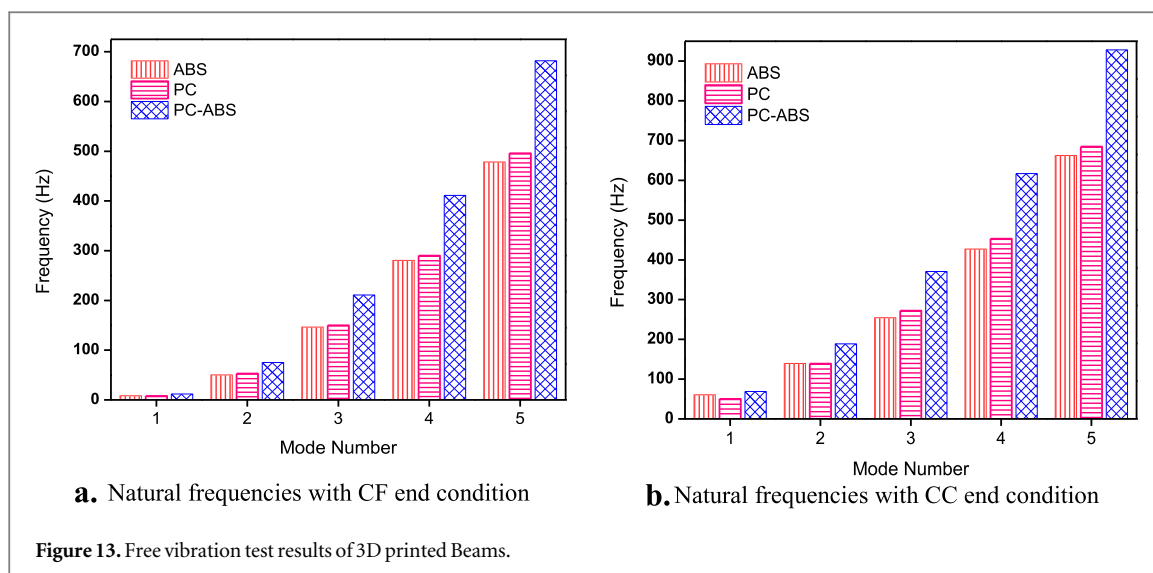 700
600
500
400
300
200
100
0
Frequency (Hz)
ABS
PC
PC-ABS
1 2 3 4 5
Mode Number
a. Natural frequencies with CF end condition
900
800
700
600
500
400
300
200
100
0
Frequency (Hz)
ABS
PC
PC-ABS
1 2 3 4 5
Mode Number
b. Natural frequencies with CC end condition
Figure 13. Free vibration test results of 3D printed Beams.